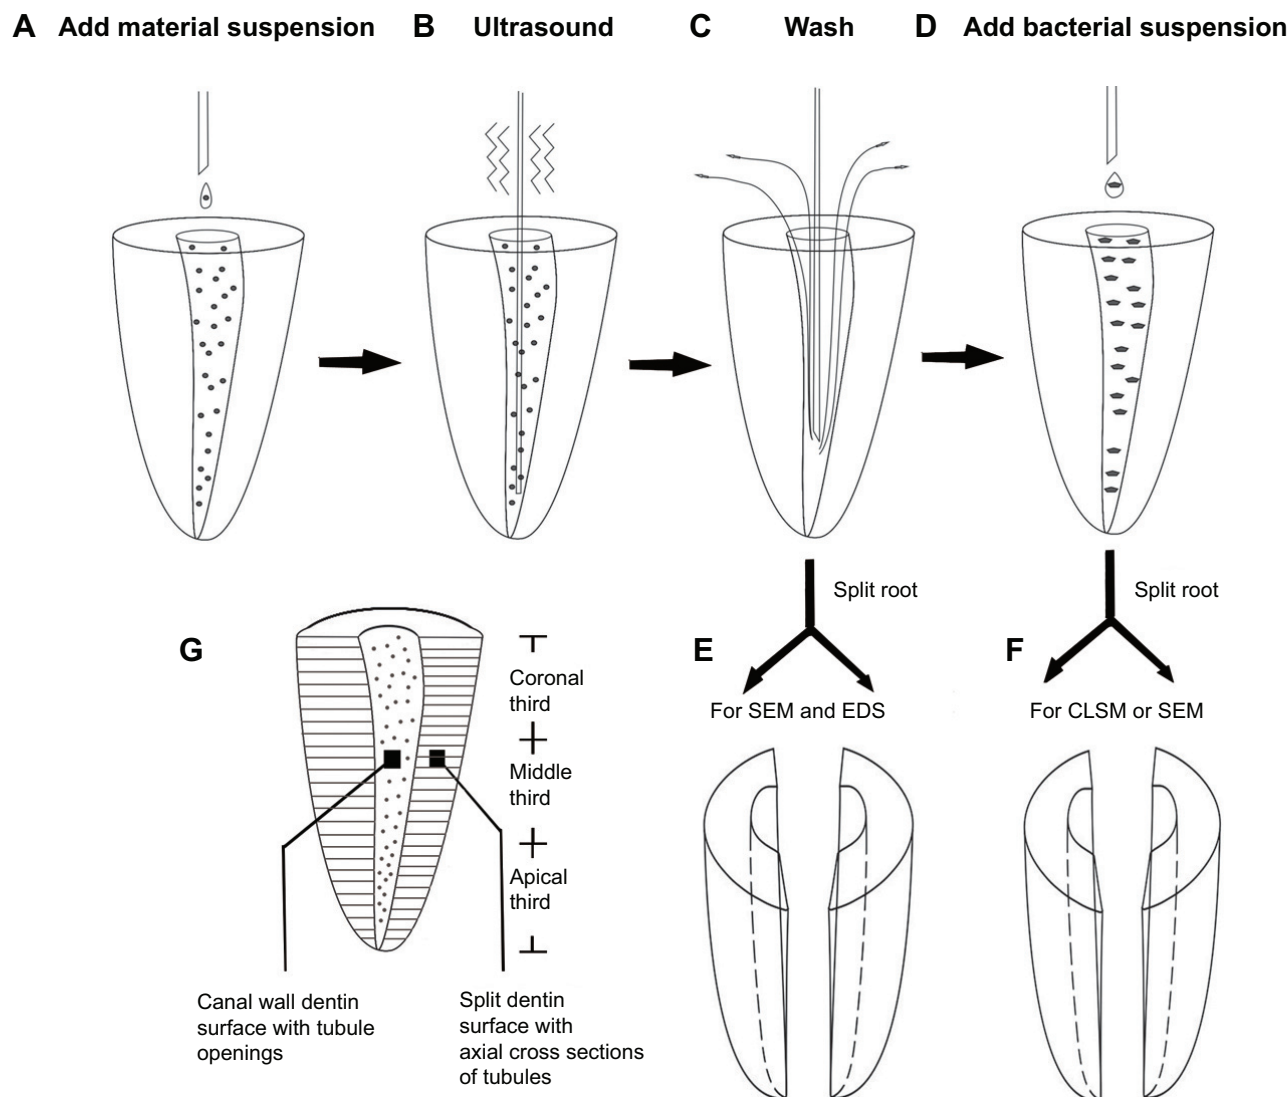 A Add material suspension
B Ultrasound
C Wash
D Add bacterial suspension
Split root
Split root
G
Coronal
third
Middle
third
Apical
third
Canal wall dentin
surface with tubule
openings
Split dentin
surface with
axial cross sections
of tubules
E
For SEM and EDS
F
For CLSM or SEM